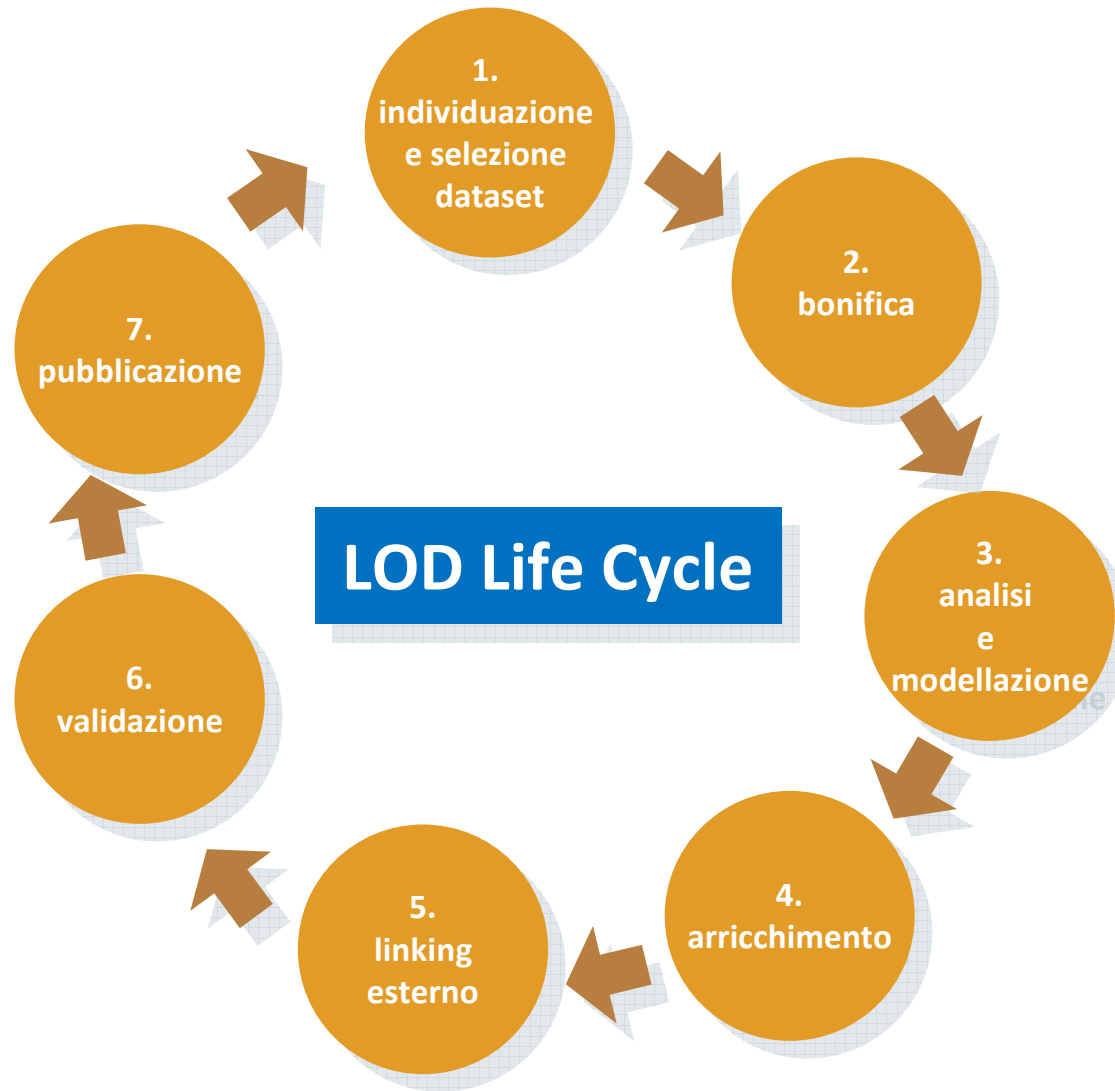 1.
individuazione
e selezione
dataset
2.
bonifica
3.
analisi
e
modellazione
4.
arricchimento
5.
linking
esterno
6.
validazione
7.
pubblicazione
LOD Life Cycle